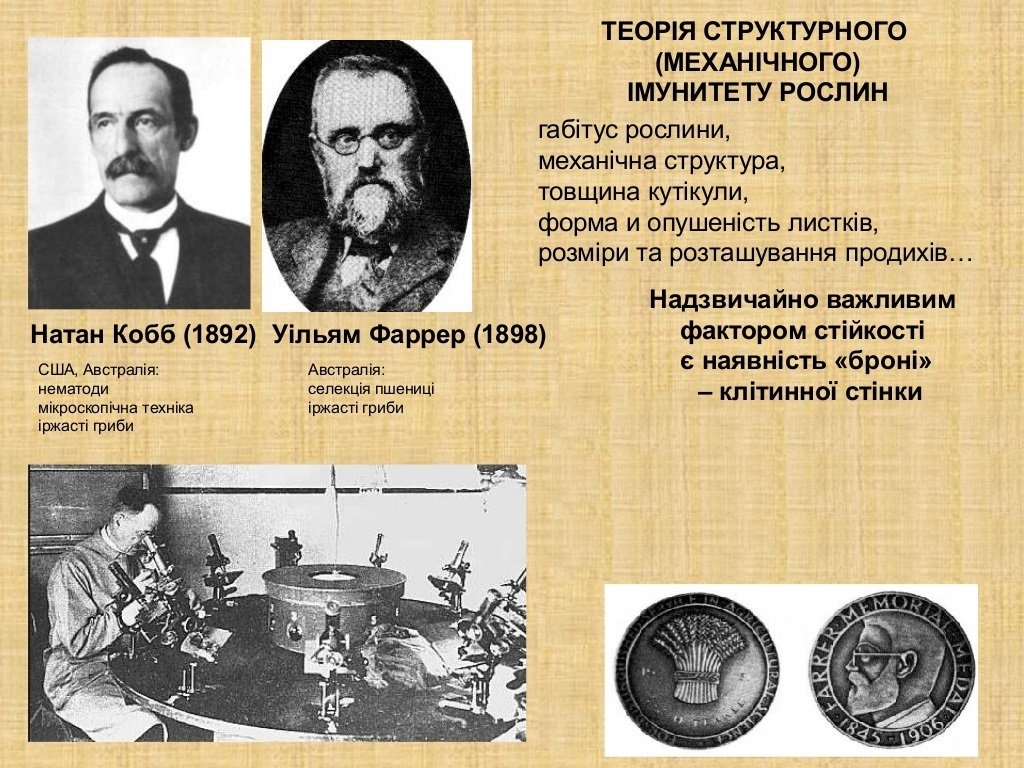 ТЕОРІЯ СТРУКТУРНОГО
(МЕХАНІЧНОГО)
ІМУНИТЕТУ РОСЛИН
габітус рослини,
механічна структура,
товщина кутікули,
форма и опушеність листків,
розміри та розташування продихів…
Надзвичайно важливим
фактором стійкості
є наявність «броні»
– клітинної стінки
Натан Кобб (1892)
США, Австралія:
нематоди
мікроскопічна техніка
іржасті гриби
Уільям Фаррер (1898)
Австралія:
селекція пшениці
іржасті гриби
IN AGRICULTURAL SCIENCE
FARRER MEMORIAL MEDAL
1845 1906